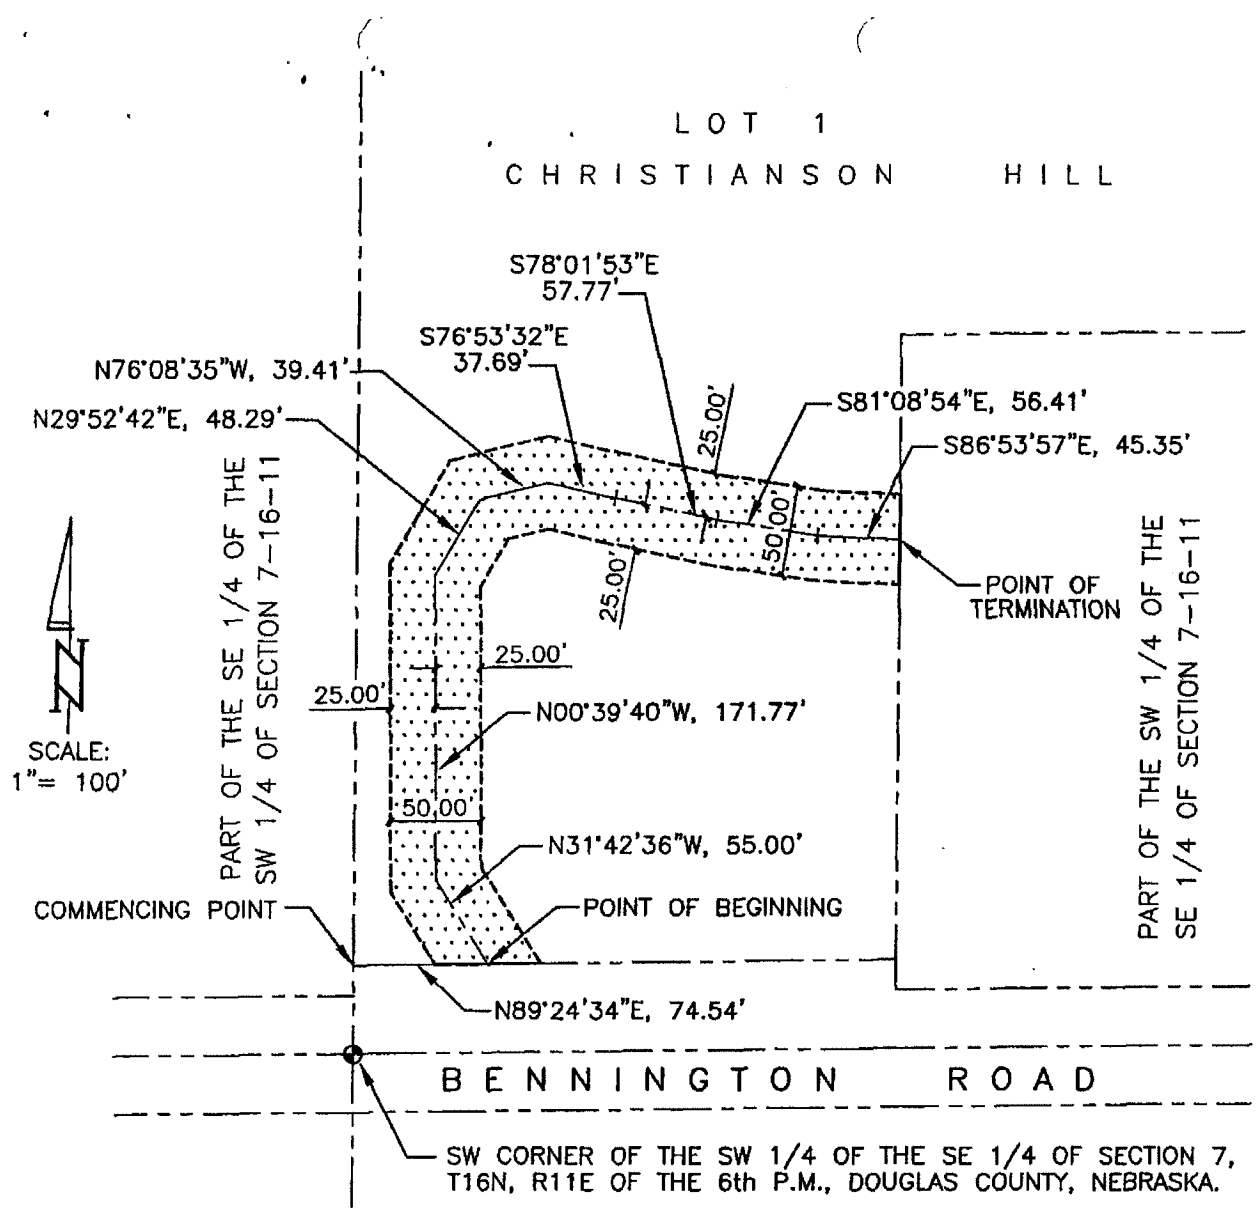 LOT 1
CHRISTIANSON HILL
S78°01'53"E
57.77'
S76°53'32"E
37.69'
N76°08'35"W, 39.41'
N29°52'42"E, 48.29'
25.00'
S81°08'54"E, 56.41'
S86°53'57"E, 45.35'
50.00'
25.00'
POINT OF
TERMINATION
PART OF THE SE 1/4 OF THE
SW 1/4 OF SECTION 7-16-11
PART OF THE SW 1/4 OF THE
SE 1/4 OF SECTION 7-16-11
N
SCALE:
1"= 100'
25.00'
25.00'
N00°39'40"W, 171.77'
50.00'
N31°42'36"W, 55.00'
COMMENCING POINT
POINT OF BEGINNING
N89°24'34"E, 74.54'
BENNINGTON ROAD
SW CORNER OF THE SW 1/4 OF THE SE 1/4 OF SECTION 7,
T16N, R11E OF THE 6th P.M., DOUGLAS COUNTY, NEBRASKA.